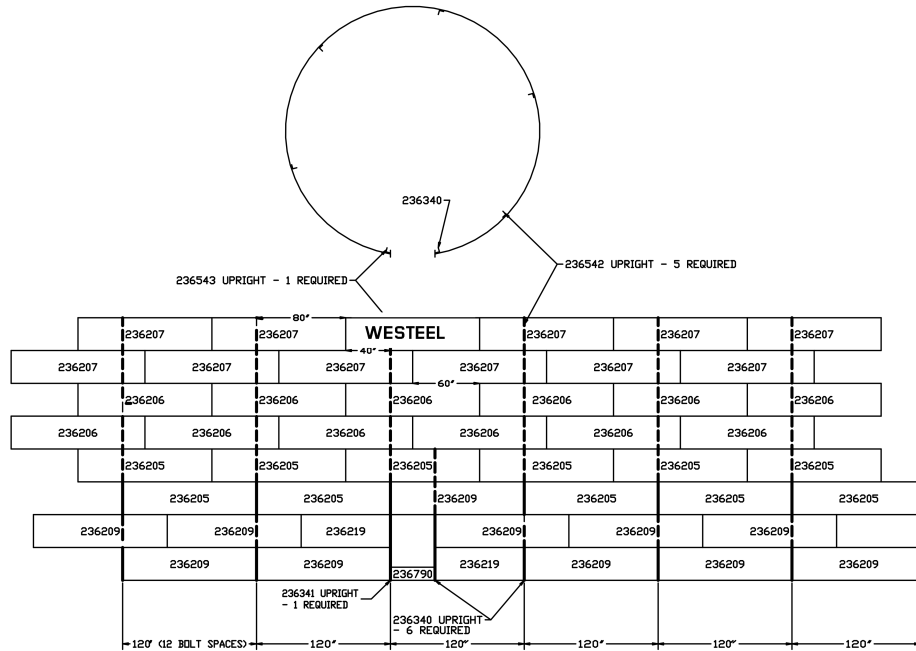 236340
236542 UPRIGHT - 5 REQUIRED
236543 UPRIGHT - 1 REQUIRED
80"
236207 236207 WESTEEL 236207 236207 236207
40"
236207 236207 236207 236207 236207 236207
60"
236206 236206 236206 236206 236206 236206
236206 236206 236206 236206 236206 236206
236205 236205 236205 236205 236205 236205
236205 236205 236209 236205 236205 236205
236209 236209 236219 236209 236209 236209
236209 236209 236219 236209 236209 236209
236790
236341 UPRIGHT
- 1 REQUIRED
236340 UPRIGHT
- 6 REQUIRED
120" (12 BOLT SPACES) 120" 120" 120" 120" 120"